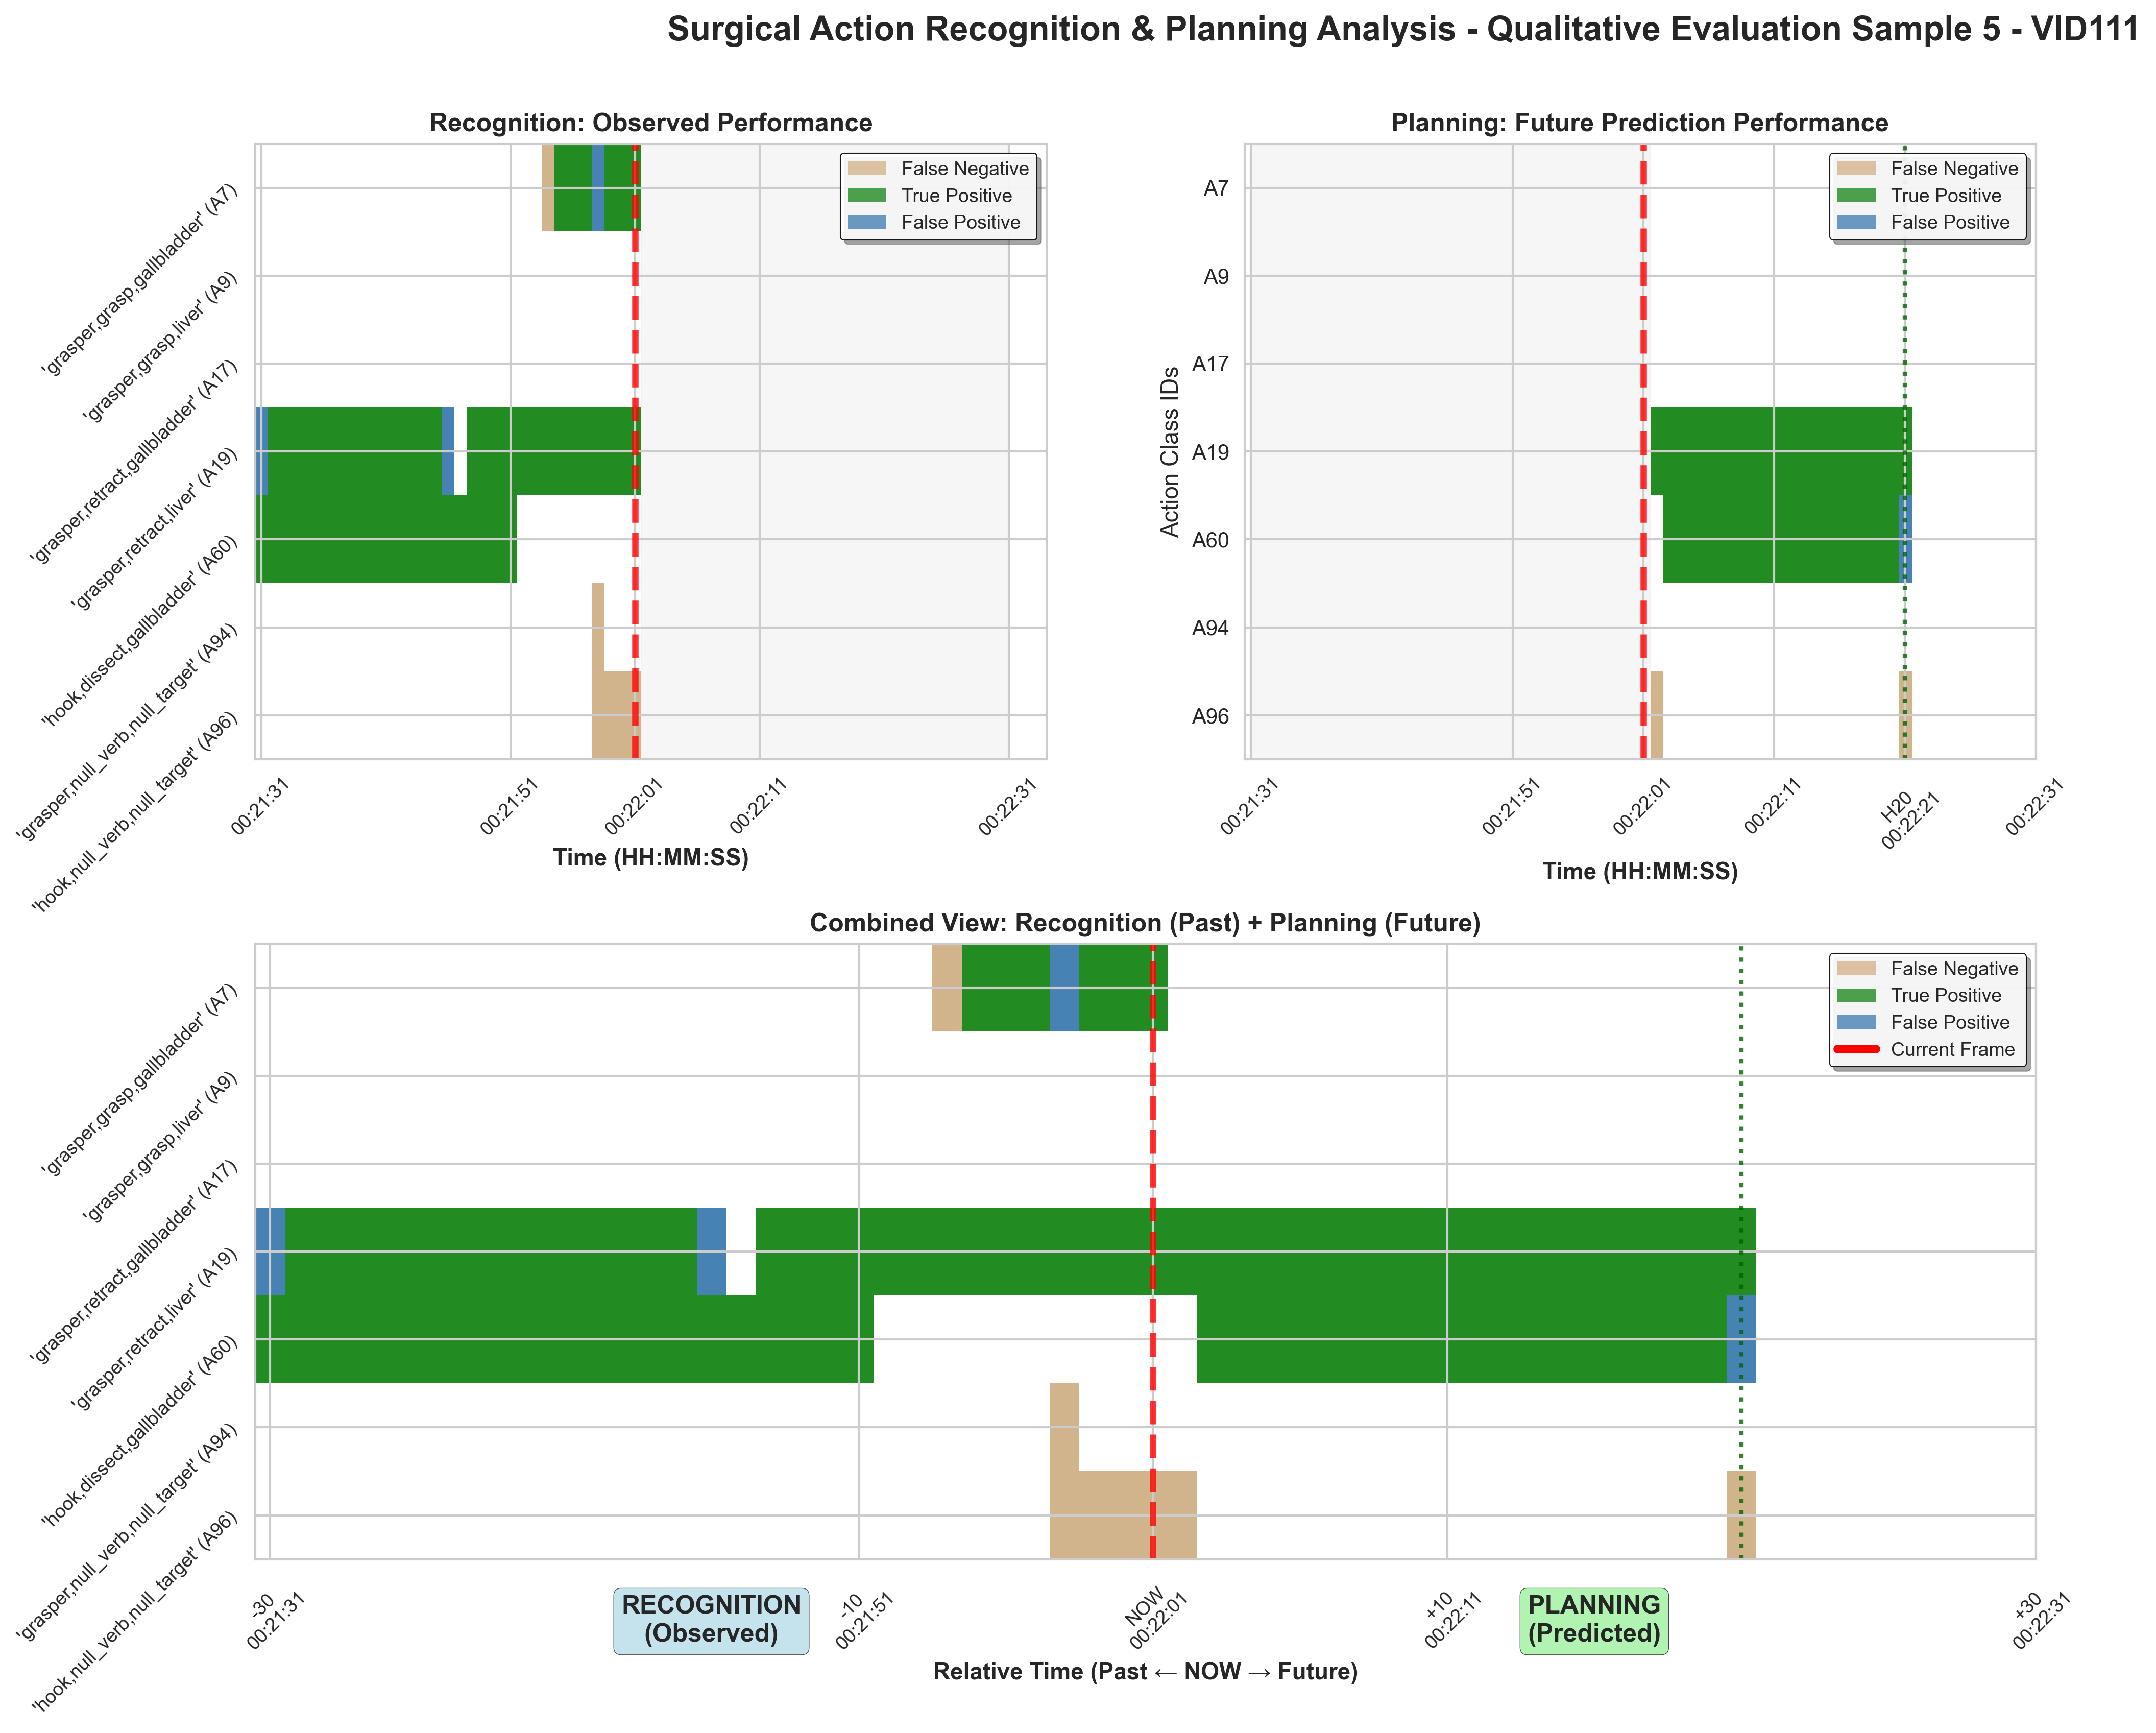 Surgical Action Recognition & Planning Analysis - Qualitative Evaluation Sample 5 - VID111
Recognition: Observed Performance
False Negative
True Positive
False Positive
'grasper,grasp,gallbladder' (A7)
'grasper,grasp,liver' (A9)
'grasper,retract,gallbladder' (A17)
'grasper,retract,liver' (A19)
'hook,dissect,gallbladder' (A60)
'grasper,null_verb,null_target' (A94)
'hook,null_verb,null_target' (A96)
00:21:31
00:21:51
00:22:01
00:22:11
00:22:31
Time (HH:MM:SS)
Planning: Future Prediction Performance
False Negative
True Positive
False Positive
Action Class IDs
A7
A9
A17
A19
A60
A94
A96
00:21:31
00:21:51
00:22:01
00:22:11
H20
00:22:21
00:22:31
Time (HH:MM:SS)
Combined View: Recognition (Past) + Planning (Future)
False Negative
True Positive
False Positive
Current Frame
'grasper,grasp,gallbladder' (A7)
'grasper,grasp,liver' (A9)
'grasper,retract,gallbladder' (A17)
'grasper,retract,liver' (A19)
'hook,dissect,gallbladder' (A60)
'grasper,null_verb,null_target' (A94)
'hook,null_verb,null_target' (A96)
-30
00:21:31
RECOGNITION
(Observed)
-10
00:21:51
NOW
00:22:01
+10
00:22:11
PLANNING
(Predicted)
+30
00:22:31
Relative Time (Past ← NOW → Future)